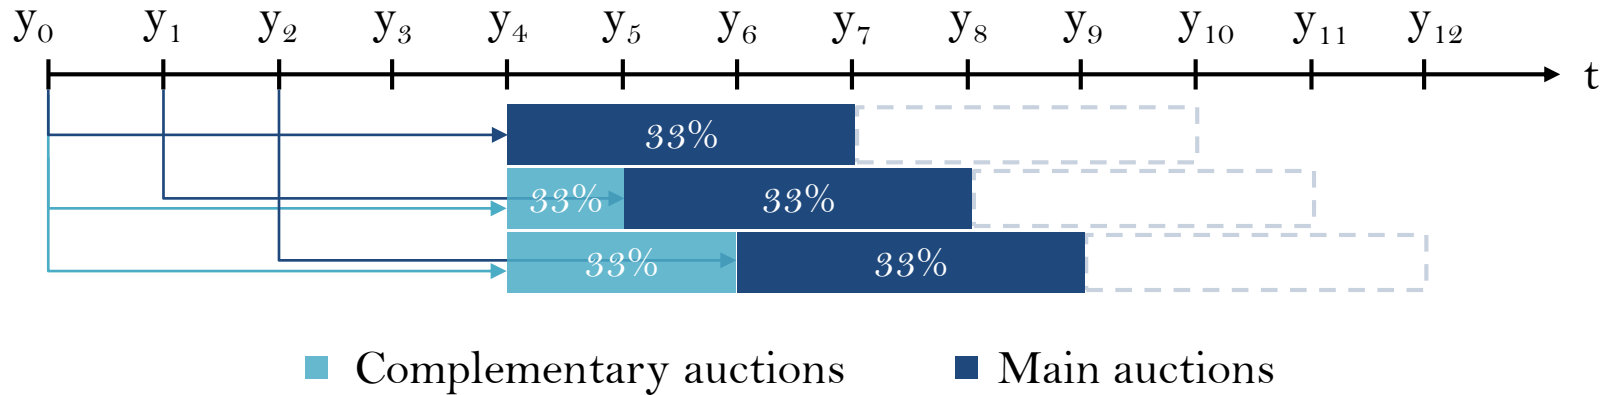 y₀ y₁ y₂ y₃ y₄ y₅ y₆ y₇ y₈ y₉ y₁₀ y₁₁ y₁₂
t
33%
33% 33%
33% 33%
Complementary auctions Main auctions